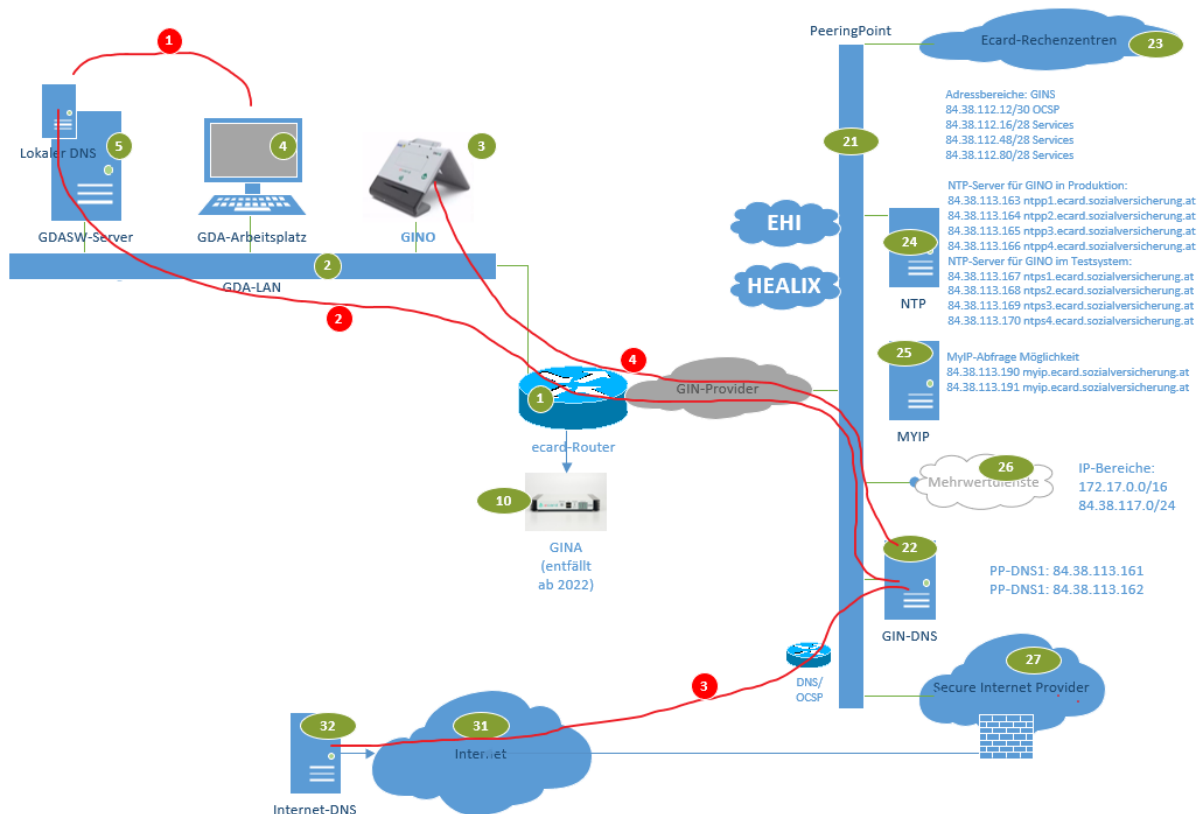 PeeringPoint
Ecard-Rechenzentren
23
1
Adressbereiche: GINS
84.38.112.12/30 OCSP
84.38.112.16/28 Services
84.38.112.48/28 Services
84.38.112.80/28 Services
5
4
3
21
Lokaler DNS
GDASW-Server
GDA-Arbeitsplatz
GINO
EHI
NTP-Server für GINO in Produktion:
84.38.113.163 ntpp1.ecard.sozialversicherung.at
84.38.113.164 ntpp2.ecard.sozialversicherung.at
84.38.113.165 ntpp3.ecard.sozialversicherung.at
84.38.113.166 ntpp4.ecard.sozialversicherung.at
NTP-Server für GINO im Testsystem:
84.38.113.167 ntps1.ecard.sozialversicherung.at
84.38.113.168 ntps2.ecard.sozialversicherung.at
84.38.113.169 ntps3.ecard.sozialversicherung.at
84.38.113.170 ntps4.ecard.sozialversicherung.at
24
NTP
2
GDA-LAN
HEALIX
2
4
25
MyIP-Abfrage Möglichkeit
84.38.113.190 myip.ecard.sozialversicherung.at
84.38.113.191 myip.ecard.sozialversicherung.at
MYIP
1
GIN-Provider
ecard-Router
26
Mehrwertdienste
IP-Bereiche:
172.17.0.0/16
84.38.117.0/24
10
GINA
(entfällt
ab 2022)
22
PP-DNS1: 84.38.113.161
PP-DNS1: 84.38.113.162
GIN-DNS
27
Secure Internet Provider
DNS/
OCSP
3
32
31
Internet
Internet-DNS